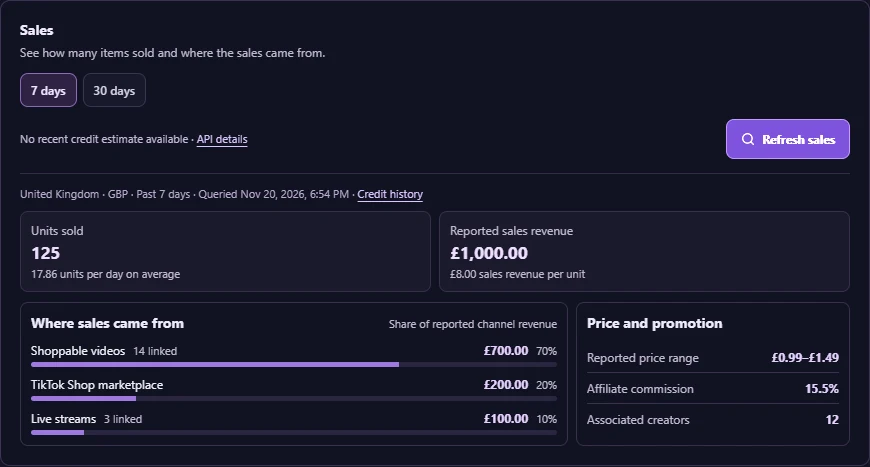 Sales
See how many items sold and where the sales came from.
7 days
30 days
No recent credit estimate available · API details
Refresh sales
United Kingdom · GBP · Past 7 days · Queried Nov 20, 2026, 6:54 PM · Credit history
Units sold
125
17.86 units per day on average
Reported sales revenue
£1,000.00
£8.00 sales revenue per unit
Where sales came from
Share of reported channel revenue
Shoppable videos 14 linked £700.00 70%
TikTok Shop marketplace £200.00 20%
Live streams 3 linked £100.00 10%
Price and promotion
Reported price range £0.99–£1.49
Affiliate commission 15.5%
Associated creators 12